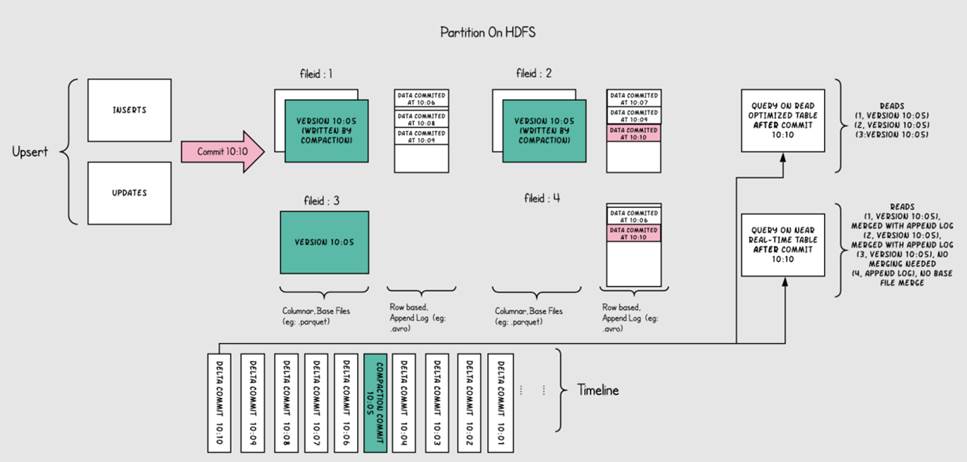 Partition On HDFS
fileid : 1
fileid : 2
Upsert
INSERTS
UPDATES
Commit 10:10
VERSION 10:05
(WRITTEN BY
COMPACTION)
DATA COMMITED
AT 10:06
DATA COMMITED
AT 10:08
DATA COMMITED
AT 10:09
VERSION 10:05
(WRITTEN BY
COMPACTION)
DATA COMMITED
AT 10:07
DATA COMMITED
AT 10:09
DATA COMMITED
AT 10:10
QUERY ON READ
OPTIMIZED TABLE
AFTER COMMIT
10:10
READS
(1, VERSION 10:05)
(2, VERSION 10:05)
(3:VERSION 10:05)
fileid : 3
fileid : 4
VERSION 10:05
DATA COMMITED
AT 10:06
DATA COMMITED
AT 10:10
QUERY ON NEAR
REAL-TIME TABLE
AFTER COMMIT
10:10
READS
(1, VERSION 10:05),
MERGED WITH APPEND LOG
(2, VERSION 10:05),
MERGED WITH APPEND LOG
(3, VERSION 10:05), NO
MERGING NEEDED
(4, APPEND LOG), NO BASE
FILE MERGE
Columnar, Base Files
(eg: .parquet)
Row based,
Append Log (eg:
.avro)
Columnar, Base Files
(eg: .parquet)
Row based,
Append Log (eg:
.avro)
DELTA COMMIT 10:10
DELTA COMMIT 10:09
DELTA COMMIT 10:08
DELTA COMMIT 10:07
DELTA COMMIT 10:06
COMPACTION COMMIT
10:05
DELTA COMMIT 10:04
DELTA COMMIT 10:03
DELTA COMMIT 10:02
DELTA COMMIT 10:01
Timeline